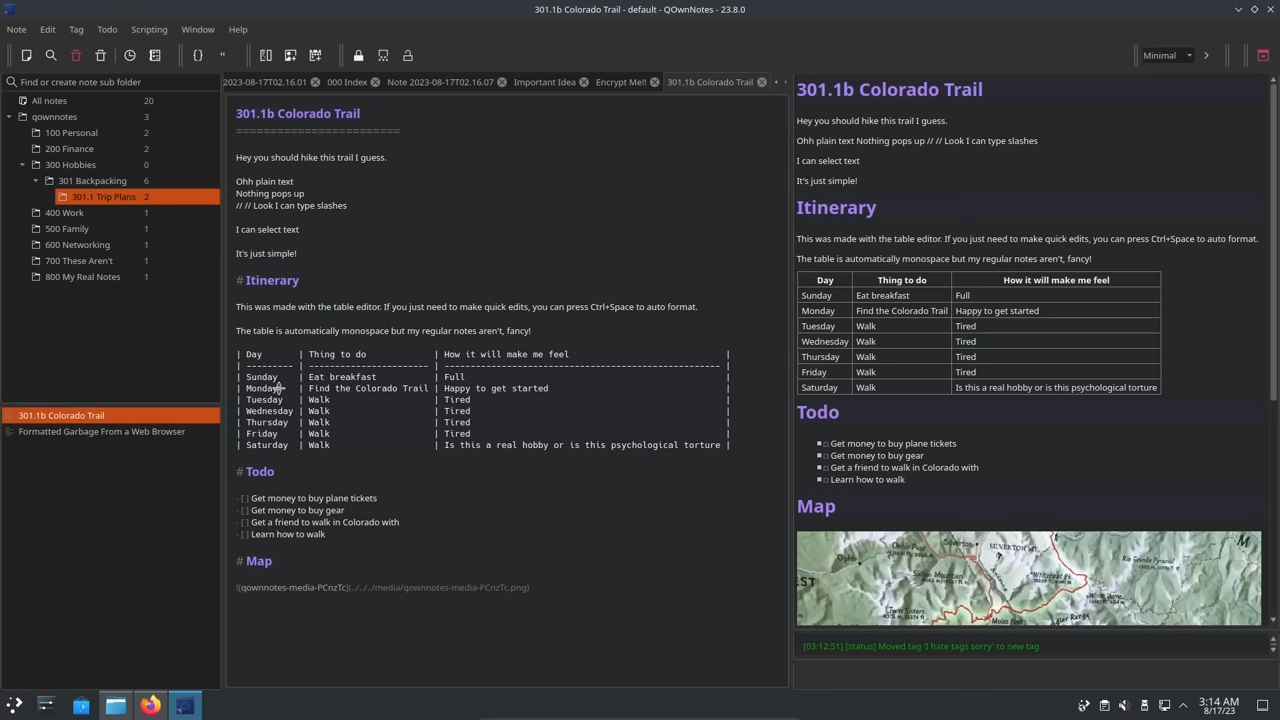 301.1b Colorado Trail - default - QOwnNotes - 23.8.0
Note Edit Tag Todo Scripting Window Help
{ } “ Minimal
Find or create note sub folder
All notes 20
qownnotes 3
100 Personal 2
200 Finance 2
300 Hobbies 0
301 Backpacking 6
301.1 Trip Plans 2
400 Work 1
500 Family 1
600 Networking 1
700 These Aren't 1
800 My Real Notes 1
301.1b Colorado Trail
Formatted Garbage From a Web Browser
2023-08-17T02.16.01 000 Index Note 2023-08-17T02.16.07 Important Idea Encrypt Me!! 301.1b Colorado Trail
301.1b Colorado Trail
========================
Hey you should hike this trail I guess.
Ohh plain text
Nothing pops up
// // Look I can type slashes
I can select text
It's just simple!
# Itinerary
This was made with the table editor. If you just need to make quick edits, you can press Ctrl+Space to auto format.
The table is automatically monospace but my regular notes aren't, fancy!
| Day | Thing to do | How it will make me feel |
| --------- | ----------------------- | ------------------------------------------------------- |
| Sunday | Eat breakfast | Full |
| Monday | Find the Colorado Trail | Happy to get started |
| Tuesday | Walk | Tired |
| Wednesday | Walk | Tired |
| Thursday | Walk | Tired |
| Friday | Walk | Tired |
| Saturday | Walk | Is this a real hobby or is this psychological torture |
# Todo
- [ ] Get money to buy plane tickets
- [ ] Get money to buy gear
- [ ] Get a friend to walk in Colorado with
- [ ] Learn how to walk
# Map
![qownnotes-media-PCnzTc](../../../media/qownnotes-media-PCnzTc.png)
301.1b Colorado Trail
Hey you should hike this trail I guess.
Ohh plain text Nothing pops up // // Look I can type slashes
I can select text
It's just simple!
Itinerary
This was made with the table editor. If you just need to make quick edits, you can press Ctrl+Space to auto format.
The table is automatically monospace but my regular notes aren't, fancy!
Day Thing to do How it will make me feel
Sunday Eat breakfast Full
Monday Find the Colorado Trail Happy to get started
Tuesday Walk Tired
Wednesday Walk Tired
Thursday Walk Tired
Friday Walk Tired
Saturday Walk Is this a real hobby or is this psychological torture
Todo
Get money to buy plane tickets
Get money to buy gear
Get a friend to walk in Colorado with
Learn how to walk
Map
Silverton
SILVERTON MT.
Rio Grande Pyramid
M
Ophir
EST
Twin Sisters
Molas Pass
[03:12:51] [status] Moved tag 'I hate tags sorry' to new tag
3:14 AM
8/17/23